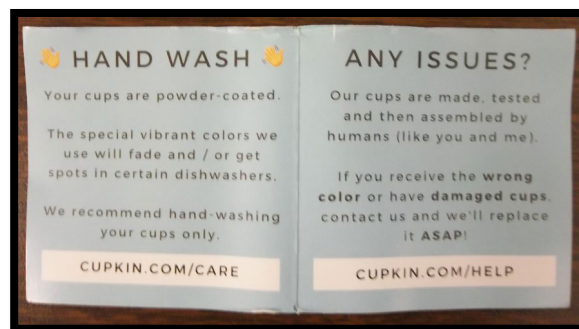 👋 HAND WASH 👋
Your cups are powder-coated.
The special vibrant colors we
use will fade and / or get
spots in certain dishwashers.
We recommend hand-washing
your cups only.
CUPKIN.COM/CARE
ANY ISSUES?
Our cups are made, tested
and then assembled by
humans (like you and me).
If you receive the wrong
color or have damaged cups,
contact us and we'll replace
it ASAP!
CUPKIN.COM/HELP